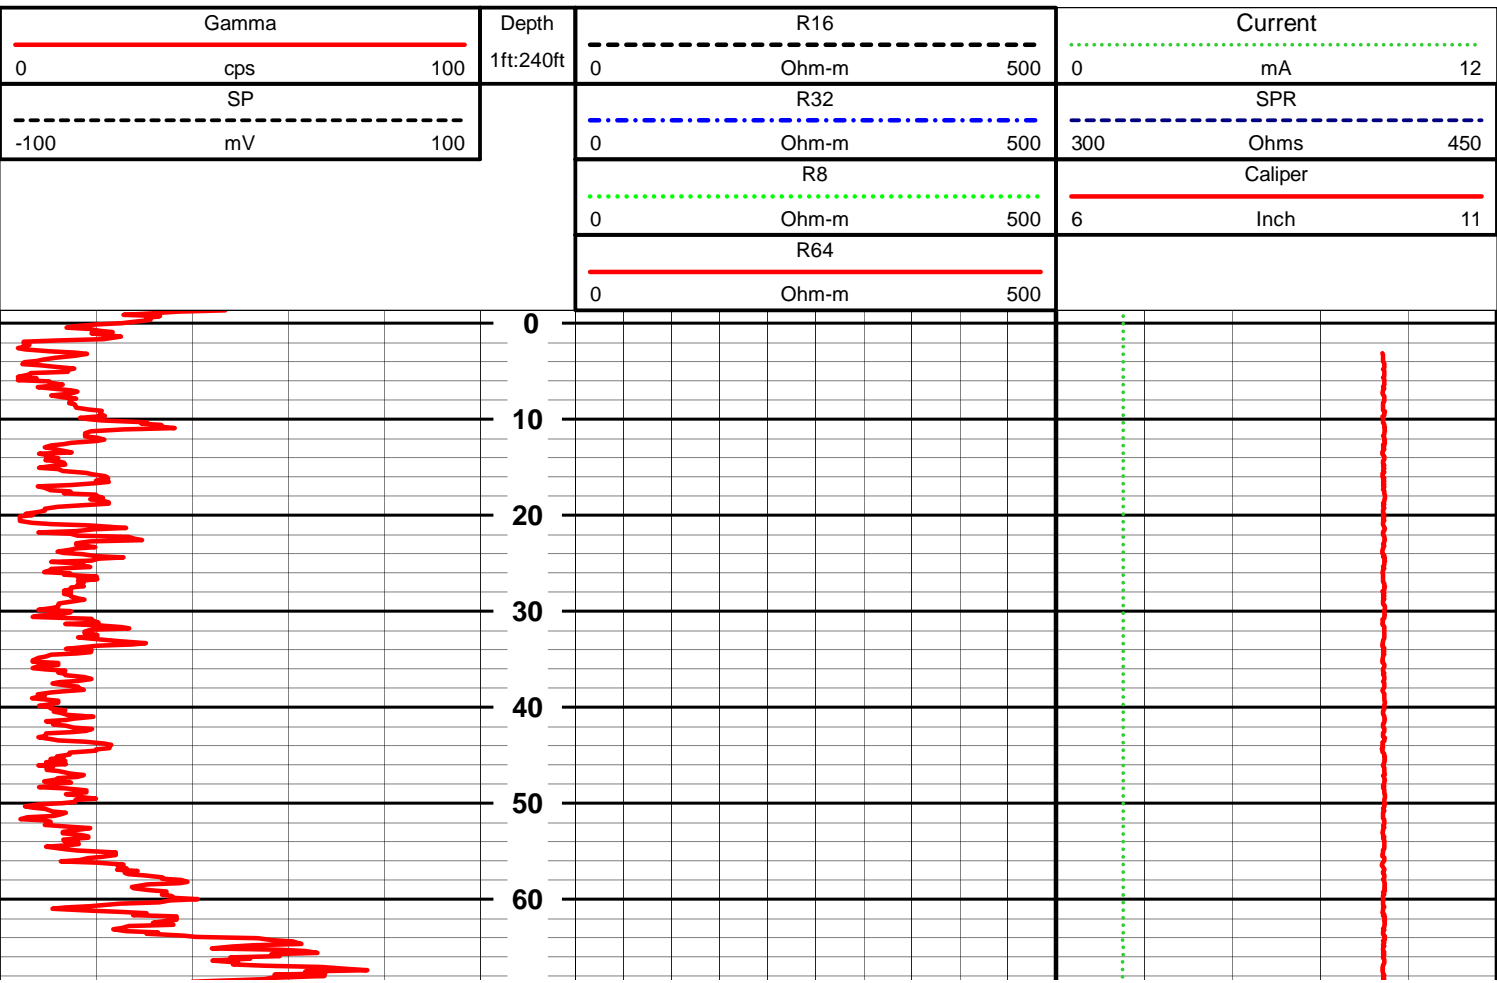 Gamma
0 cps 100
SP
-100 mV 100
Depth
1ft:240ft
R16
0 Ohm-m 500
R32
0 Ohm-m 500
R8
0 Ohm-m 500
R64
0 Ohm-m 500
Current
0 mA 12
SPR
300 Ohms 450
Caliper
6 Inch 11
0
10
20
30
40
50
60